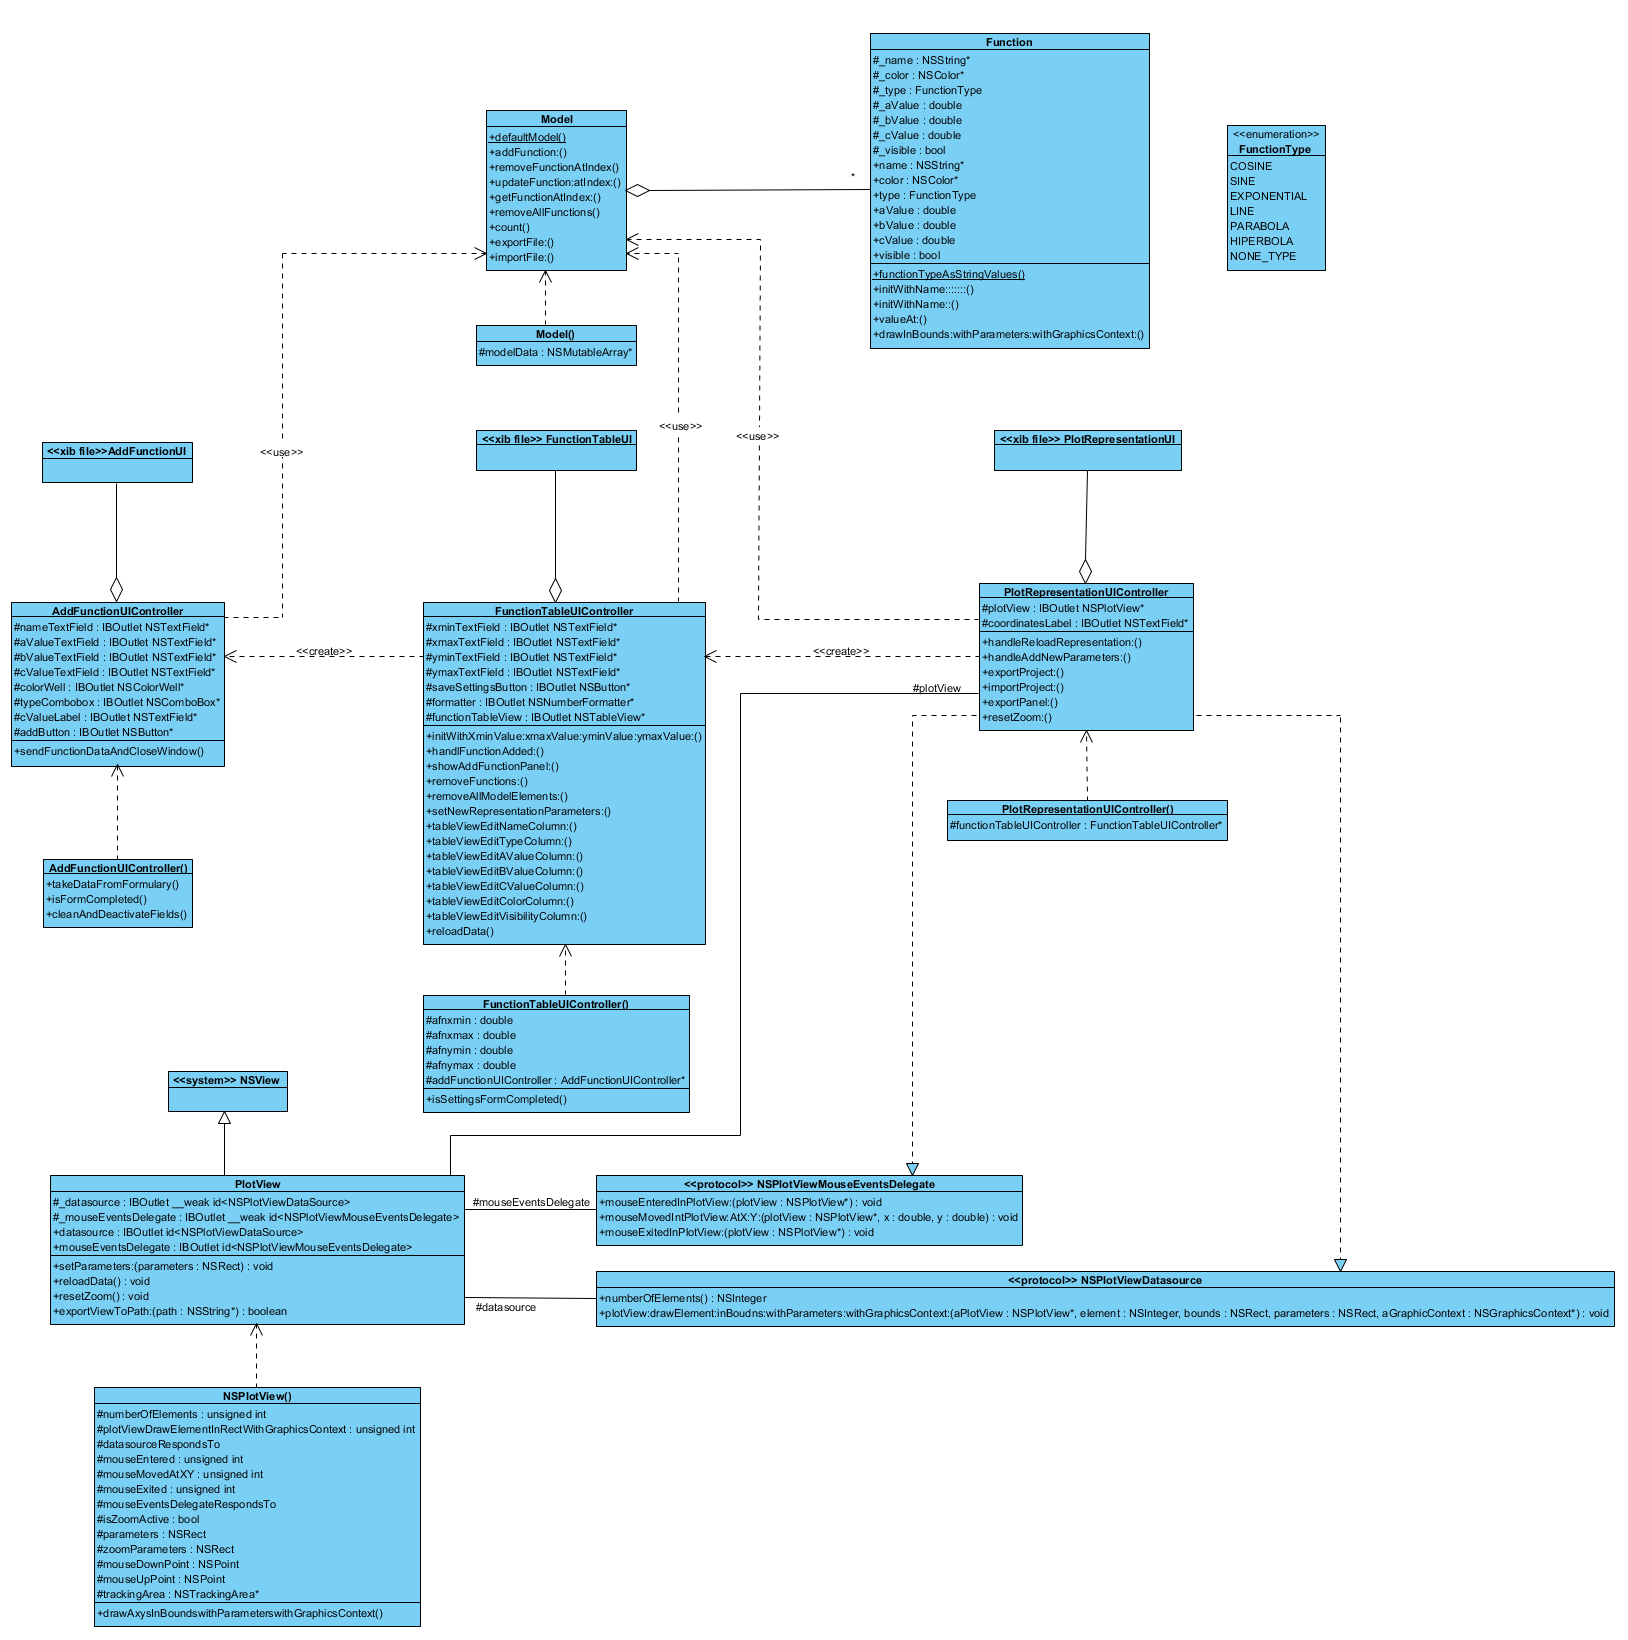 Function
#_name : NSString*
#_color : NSColor*
#_type : FunctionType
#_aValue : double
#_bValue : double
#_cValue : double
#_visible : bool
+name : NSString*
+color : NSColor*
+type : FunctionType
+aValue : double
+bValue : double
+cValue : double
+visible : bool
+functionTypeAsStringValues()
+initWithName:::::::()
+initWithName::()
+valueAt:()
+drawInBounds:withParameters:withGraphicsContext:()
Model
+defaultModel()
+addFunction:()
+removeFunctionAtIndex()
+updateFunction:atIndex:()
+getFunctionAtIndex:()
+removeAllFunctions()
+count()
+exportFile:()
+importFile:()
*
<<enumeration>>
FunctionType
COSINE
SINE
EXPONENTIAL
LINE
PARABOLA
HIPERBOLA
NONE_TYPE
Model()
#modelData : NSMutableArray*
<<use>>
<<use>>
<<use>>
<<xib file>>AddFunctionUI
<<xib file>> FunctionTableUI
<<xib file>> PlotRepresentationUI
AddFunctionUIController
#nameTextField : IBOutlet NSTextField*
#aValueTextField : IBOutlet NSTextField*
#bValueTextField : IBOutlet NSTextField*
#cValueTextField : IBOutlet NSTextField*
#colorWell : IBOutlet NSColorWell*
#typeCombobox : IBOutlet NSComboBox*
#cValueLabel : IBOutlet NSTextField*
#addButton : IBOutlet NSButton*
+sendFunctionDataAndCloseWindow()
<<create>>
FunctionTableUIController
#xminTextField : IBOutlet NSTextField*
#xmaxTextField : IBOutlet NSTextField*
#yminTextField : IBOutlet NSTextField*
#ymaxTextField : IBOutlet NSTextField*
#saveSettingsButton : IBOutlet NSButton*
#formatter : IBOutlet NSNumberFormatter*
#functionTableView : IBOutlet NSTableView*
+initWithXminValue:xmaxValue:yminValue:ymaxValue:()
+handlFunctionAdded:()
+showAddFunctionPanel:()
+removeFunctions:()
+removeAllModelElements:()
+setNewRepresentationParameters:()
+tableViewEditNameColumn:()
+tableViewEditTypeColumn:()
+tableViewEditAValueColumn:()
+tableViewEditBValueColumn:()
+tableViewEditCValueColumn:()
+tableViewEditColorColumn:()
+tableViewEditVisibilityColumn:()
+reloadData()
<<create>>
#plotView
PlotRepresentationUIController
#plotView : IBOutlet NSPlotView*
#coordinatesLabel : IBOutlet NSTextField*
+handleReloadRepresentation:()
+handleAddNewParameters:()
+exportProject:()
+importProject:()
+exportPanel:()
+resetZoom:()
PlotRepresentationUIController()
#functionTableUIController : FunctionTableUIController*
AddFunctionUIController()
+takeDataFromFormulary()
+isFormCompleted()
+cleanAndDeactivateFields()
FunctionTableUIController()
#afnxmin : double
#afnxmax : double
#afnymin : double
#afnymax : double
#addFunctionUIController : AddFunctionUIController*
+isSettingsFormCompleted()
<<system>> NSView
PlotView
#_datasource : IBOutlet __weak id<NSPlotViewDataSource>
#_mouseEventsDelegate : IBOutlet __weak id<NSPlotViewMouseEventsDelegate>
+datasource : IBOutlet id<NSPlotViewDataSource>
+mouseEventsDelegate : IBOutlet id<NSPlotViewMouseEventsDelegate>
+setParameters:(parameters : NSRect) : void
+reloadData() : void
+resetZoom() : void
+exportViewToPath:(path : NSString*) : boolean
#mouseEventsDelegate
#datasource
<<protocol>> NSPlotViewMouseEventsDelegate
+mouseEnteredInPlotView:(plotView : NSPlotView*) : void
+mouseMovedIntPlotView:AtX:Y:(plotView : NSPlotView*, x : double, y : double) : void
+mouseExitedInPlotView:(plotView : NSPlotView*) : void
<<protocol>> NSPlotViewDatasource
+numberOfElements() : NSInteger
+plotView:drawElement:inBoudns:withParameters:withGraphicsContext:(aPlotView : NSPlotView*, element : NSInteger, bounds : NSRect, parameters : NSRect, aGraphicContext : NSGraphicsContext*) : void
NSPlotView()
#numberOfElements : unsigned int
#plotViewDrawElementInRectWithGraphicsContext : unsigned int
#datasourceRespondsTo
#mouseEntered : unsigned int
#mouseMovedAtXY : unsigned int
#mouseExited : unsigned int
#mouseEventsDelegateRespondsTo
#isZoomActive : bool
#parameters : NSRect
#zoomParameters : NSRect
#mouseDownPoint : NSPoint
#mouseUpPoint : NSPoint
#trackingArea : NSTrackingArea*
+drawAxysInBoundswithParameterswithGraphicsContext()